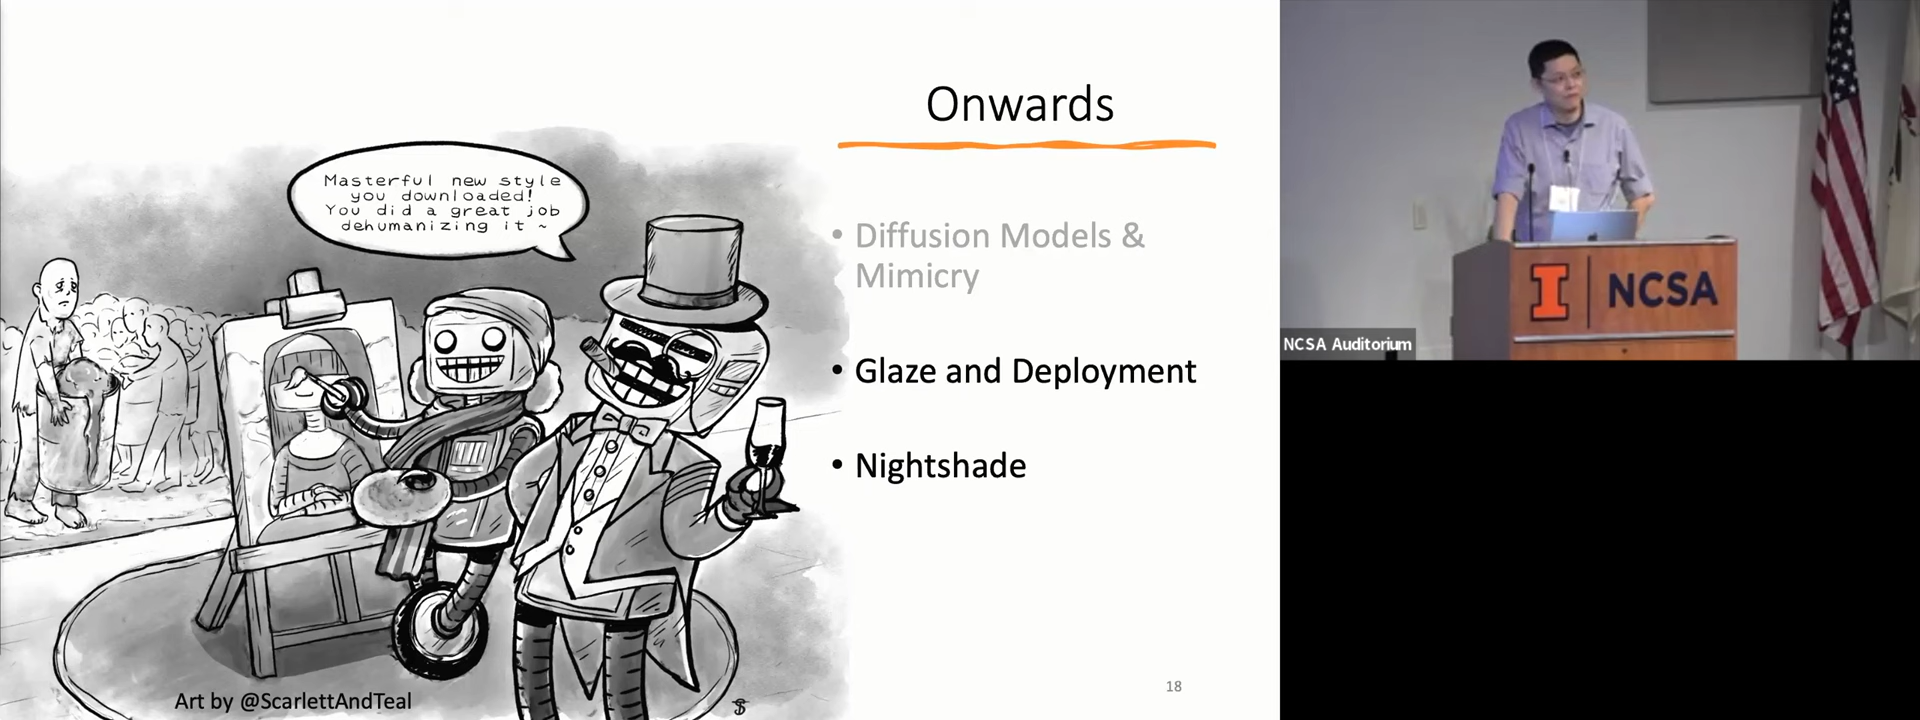 Onwards
Masterful new style
you downloaded!
You did a great job
dehumanizing it ~
• Diffusion Models &
Mimicry
• Glaze and Deployment
• Nightshade
Art by @ScarlettAndTeal
18
I NCSA
NCSA Auditorium